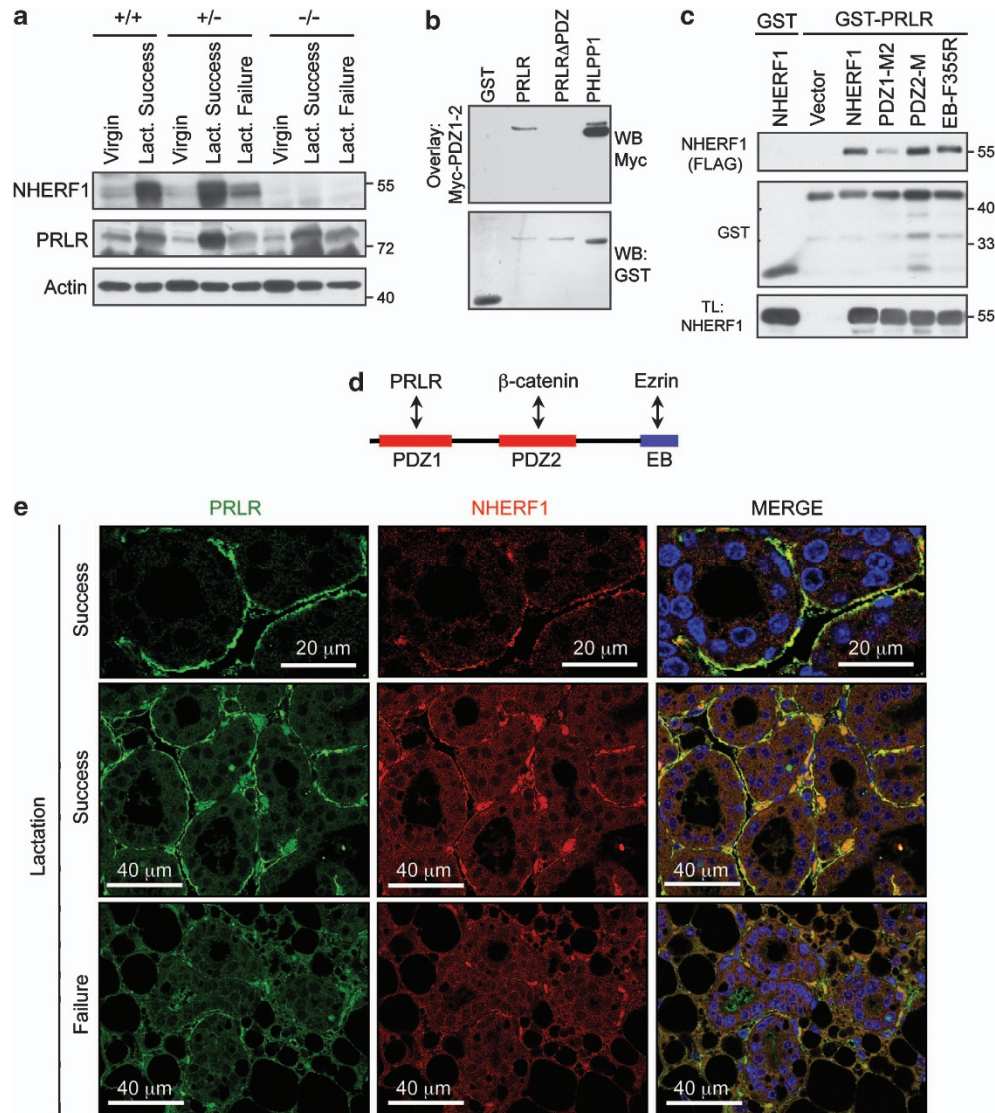 a
+/+ +/- -/-
Virgin
Lact. Success
Virgin
Lact. Success
Lact. Failure
Virgin
Lact. Success
Lact. Failure
NHERF1
55
PRLR
72
Actin
40
b
GST
PRLR
PRLRΔPDZ
PHLPP1
Overlay:
Myc-PDZ1-2
WB
Myc
WB:
GST
c
GST GST-PRLR
NHERF1
Vector
NHERF1
PDZ1-M2
PDZ2-M
EB-F355R
NHERF1
(FLAG)
55
40
GST
33
TL:
NHERF1
55
d
PRLR β-catenin Ezrin
PDZ1 PDZ2 EB
e
PRLR NHERF1 MERGE
Lactation
Success
20 μm 20 μm 20 μm
Success
40 μm 40 μm 40 μm
Failure
40 μm 40 μm 40 μm